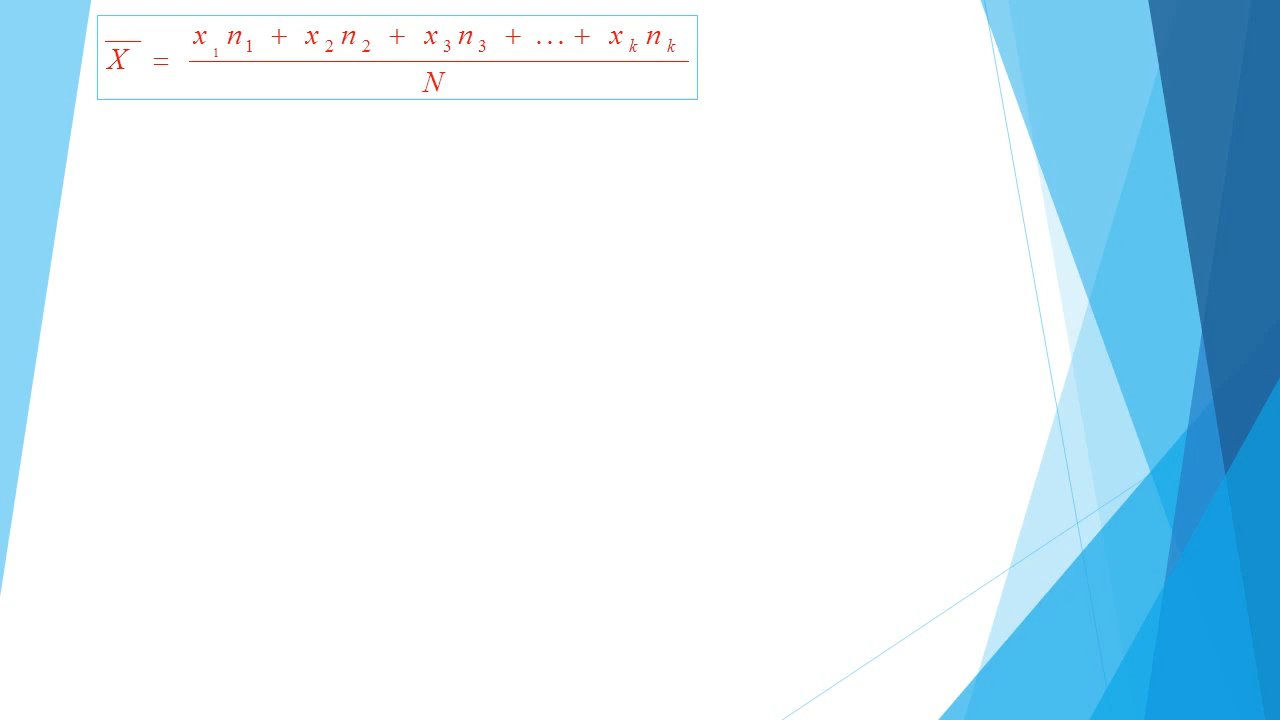 X̄ = (x₁n₁ + x₂n₂ + x₃n₃ + … + xₖnₖ) / N